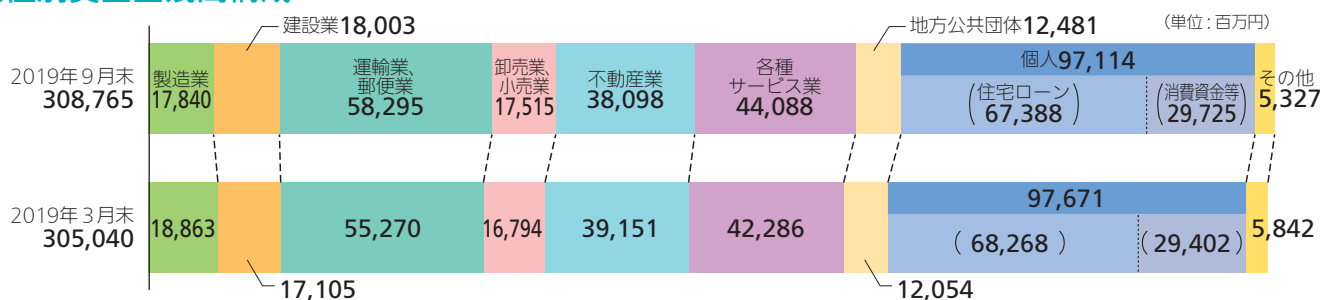 建設業18,003
地方公共団体12,481
(単位：百万円)
2019年9月末
308,765
製造業
17,840
運輸業、
郵便業
58,295
卸売業、
小売業
17,515
不動産業
38,098
各種
サービス業
44,088
個人97,114
(住宅ローン)
67,388
(消費資金等)
29,725
その他
5,327
2019年3月末
305,040
18,863
55,270
16,794
39,151
42,286
97,671
(68,268)
(29,402)
5,842
17,105
12,054